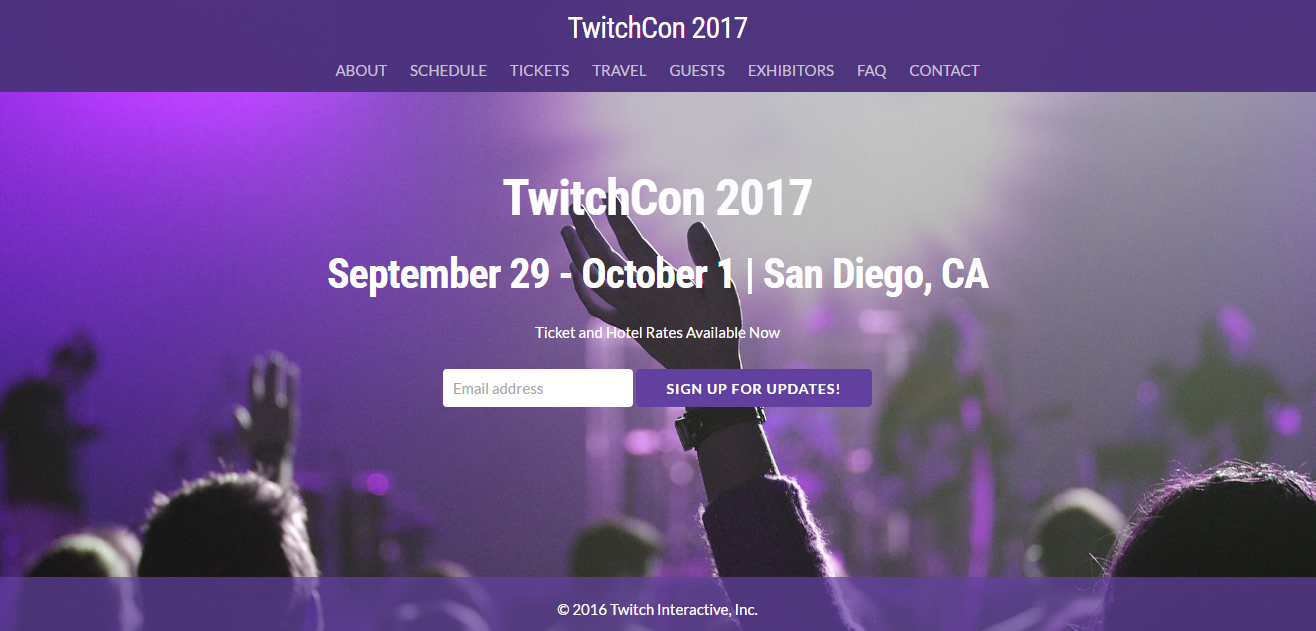 TwitchCon 2017
ABOUT SCHEDULE TICKETS TRAVEL GUESTS EXHIBITORS FAQ CONTACT
TwitchCon 2017
September 29 - October 1 | San Diego, CA
Ticket and Hotel Rates Available Now
Email address SIGN UP FOR UPDATES!
© 2016 Twitch Interactive, Inc.